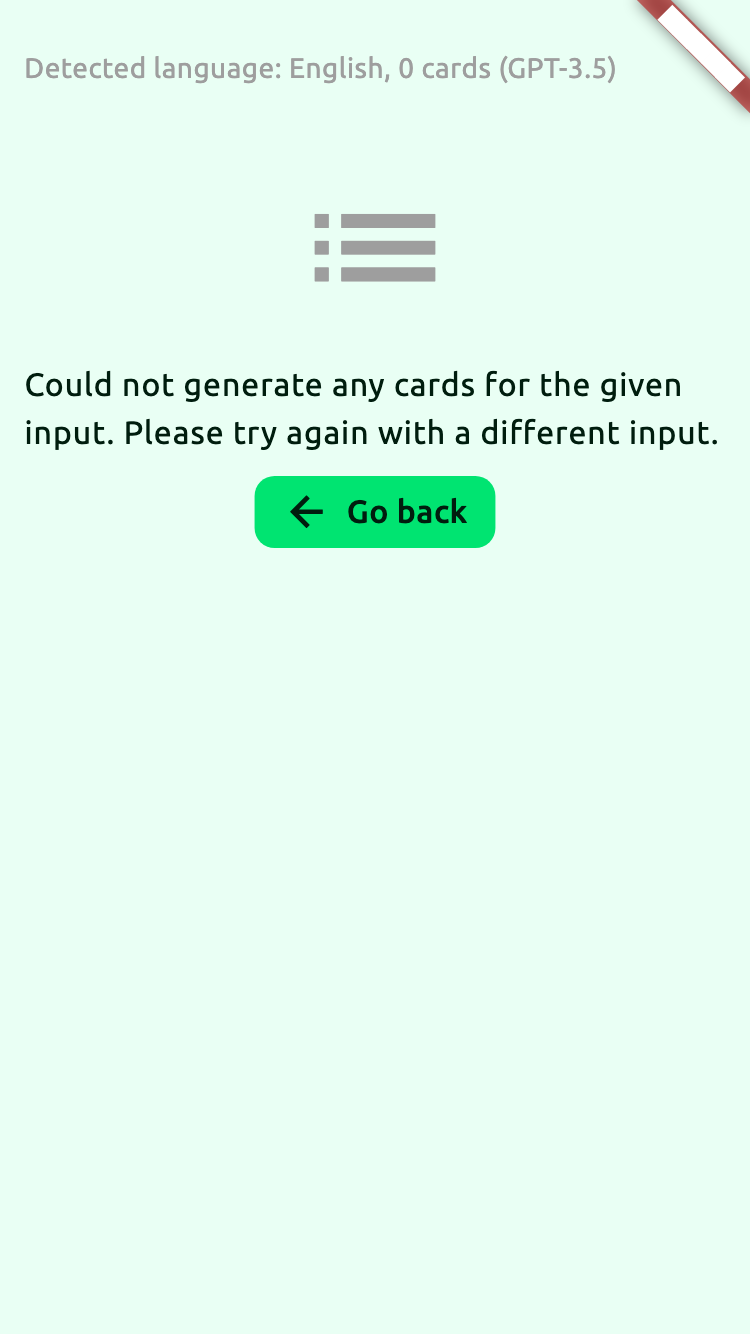 Detected language: English, 0 cards (GPT-3.5)
Could not generate any cards for the given
input. Please try again with a different input.
Go back